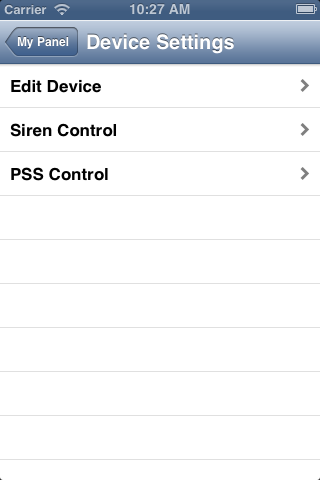 Carrier 10:27 AM
My Panel Device Settings
Edit Device
Siren Control
PSS Control